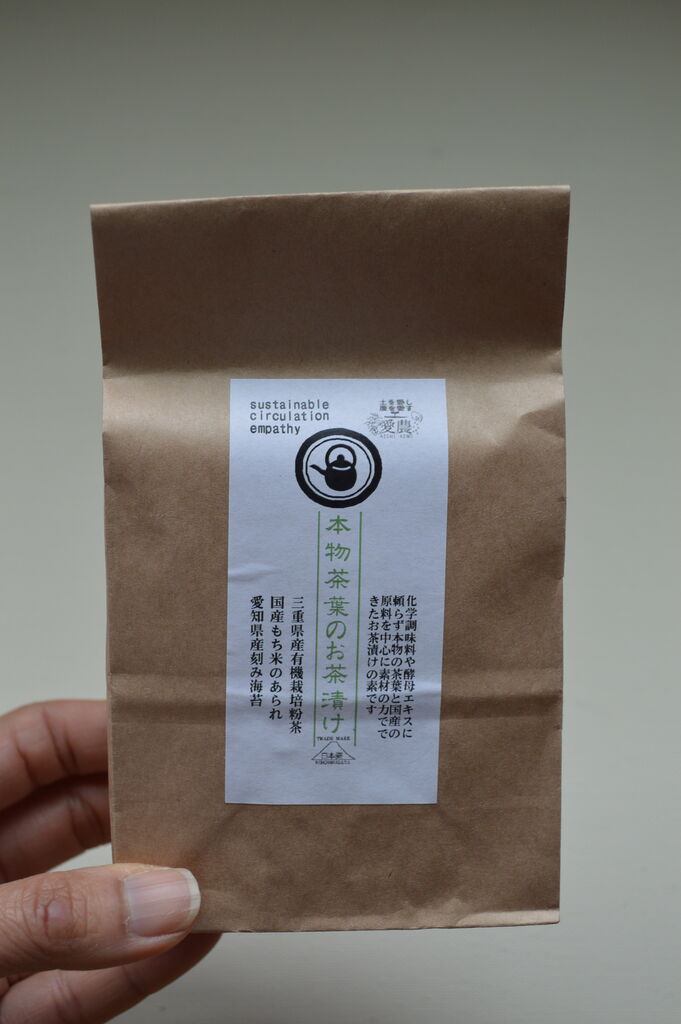 sustainable
circulation
empathy
愛農
本物茶葉のお茶漬け
化学調味料や酵母エキスに
頼らず本物の茶葉と国産の
原料を中心に素材の力でで
きたお茶漬けの素です
三重県産有機栽培粉茶
国産もち米のあられ
愛知県産刻み海苔
TRADE MARK